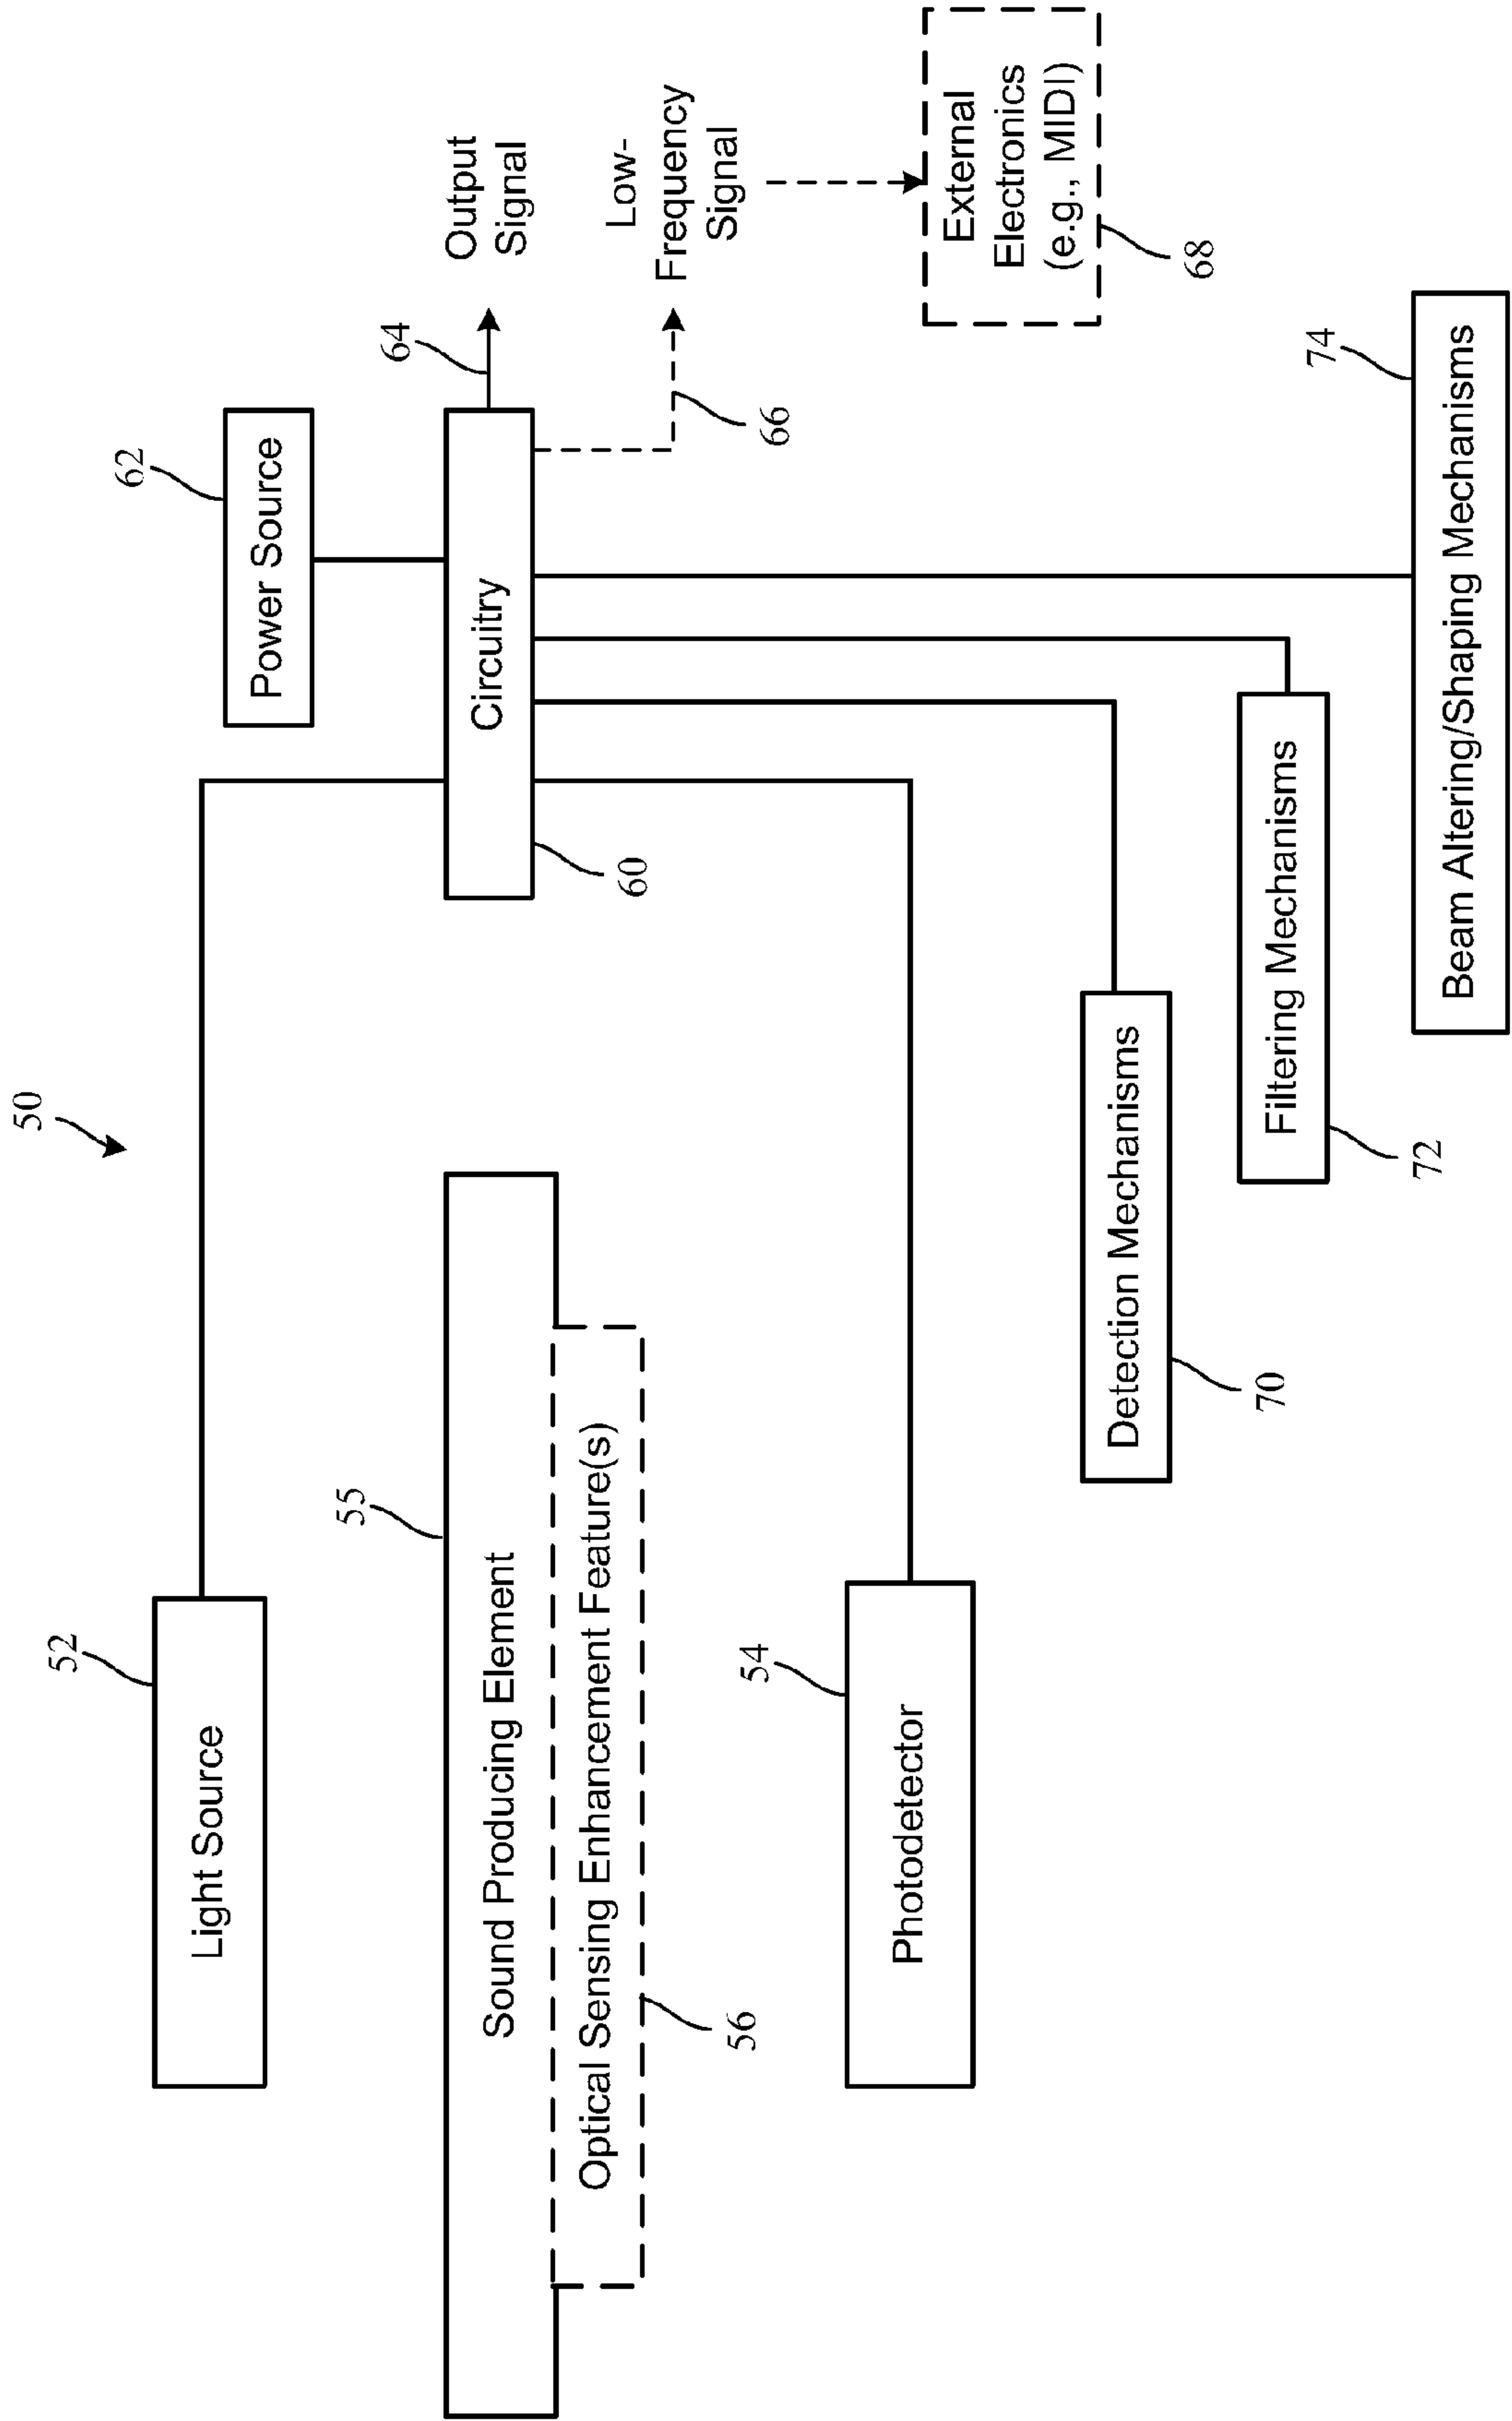 50
52
Light Source
62
Power Source
55
Sound Producing Element
Optical Sensing Enhancement Feature(s)
56
Circuitry
60
64
Output
Signal
66
Low-
Frequency
Signal
54
Photodetector
External
Electronics
(e.g., MIDI)
68
Detection Mechanisms
70
Filtering Mechanisms
72
74
Beam Altering/Shaping Mechanisms